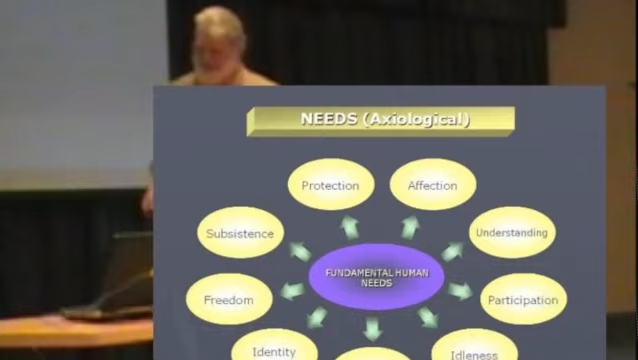 NEEDS (Axiological)
Protection
Affection
Subsistence
Understanding
FUNDAMENTAL HUMAN
NEEDS
Freedom
Participation
Identity
Idleness